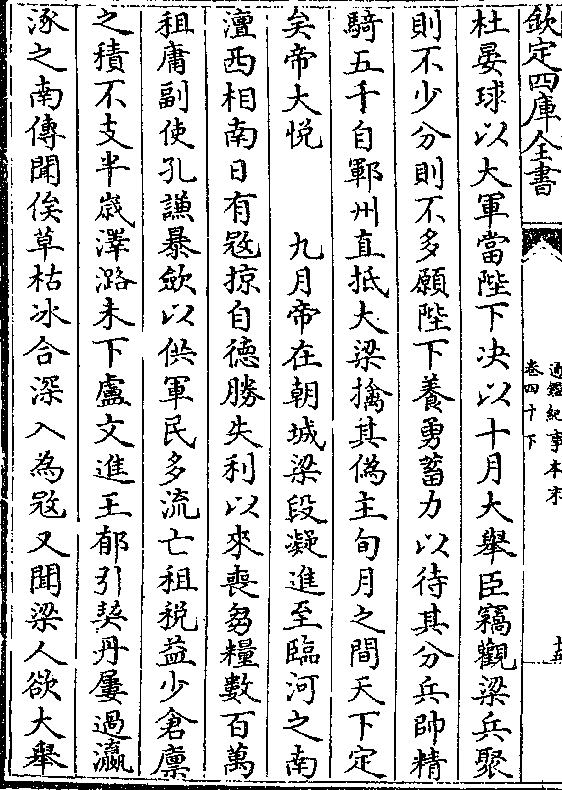 欽定四庫全書
通鑑紀事本末
卷四十下
杜晏球以大軍當陛下决以十月大舉臣竊觀梁兵聚
則不少分則不多願陛下養勇蓄力以待其分兵帥精
騎五千自鄆州直抵大梁擒其偽主旬月之間天下定
矣帝大悅 九月帝在朝城梁段凝進至臨河之南
澶西相南日有寇掠自德勝失利以來喪芻糧數百萬
租庸副使孔謙暴斂以供軍民多流亡租税益少倉廩
之積不支半歳澤潞未下盧文進王郁引契丹屢過瀛
涿之南傳聞俟草枯冰合深入為寇又聞梁人欲大舉